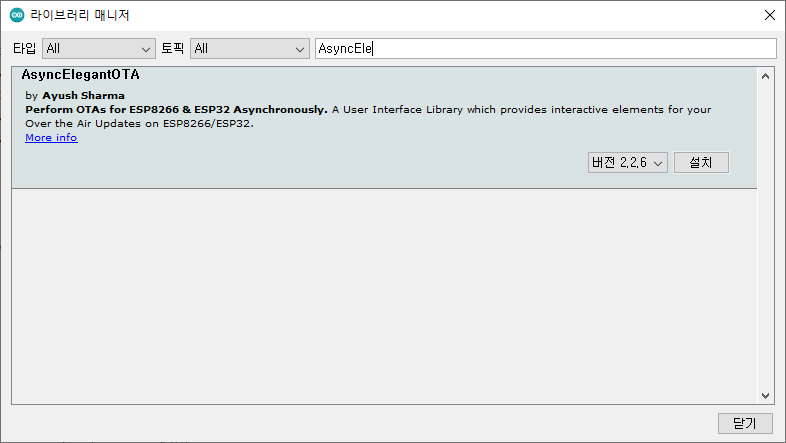 라이브러리 매니저
타입 All 토픽 All AsyncEle
AsyncElegantOTA
by Ayush Sharma
Perform OTAs for ESP8266 & ESP32 Asynchronously. A User Interface Library which provides interactive elements for your
Over the Air Updates on ESP8266/ESP32.
More info
버전 2.2.6 설치
닫기